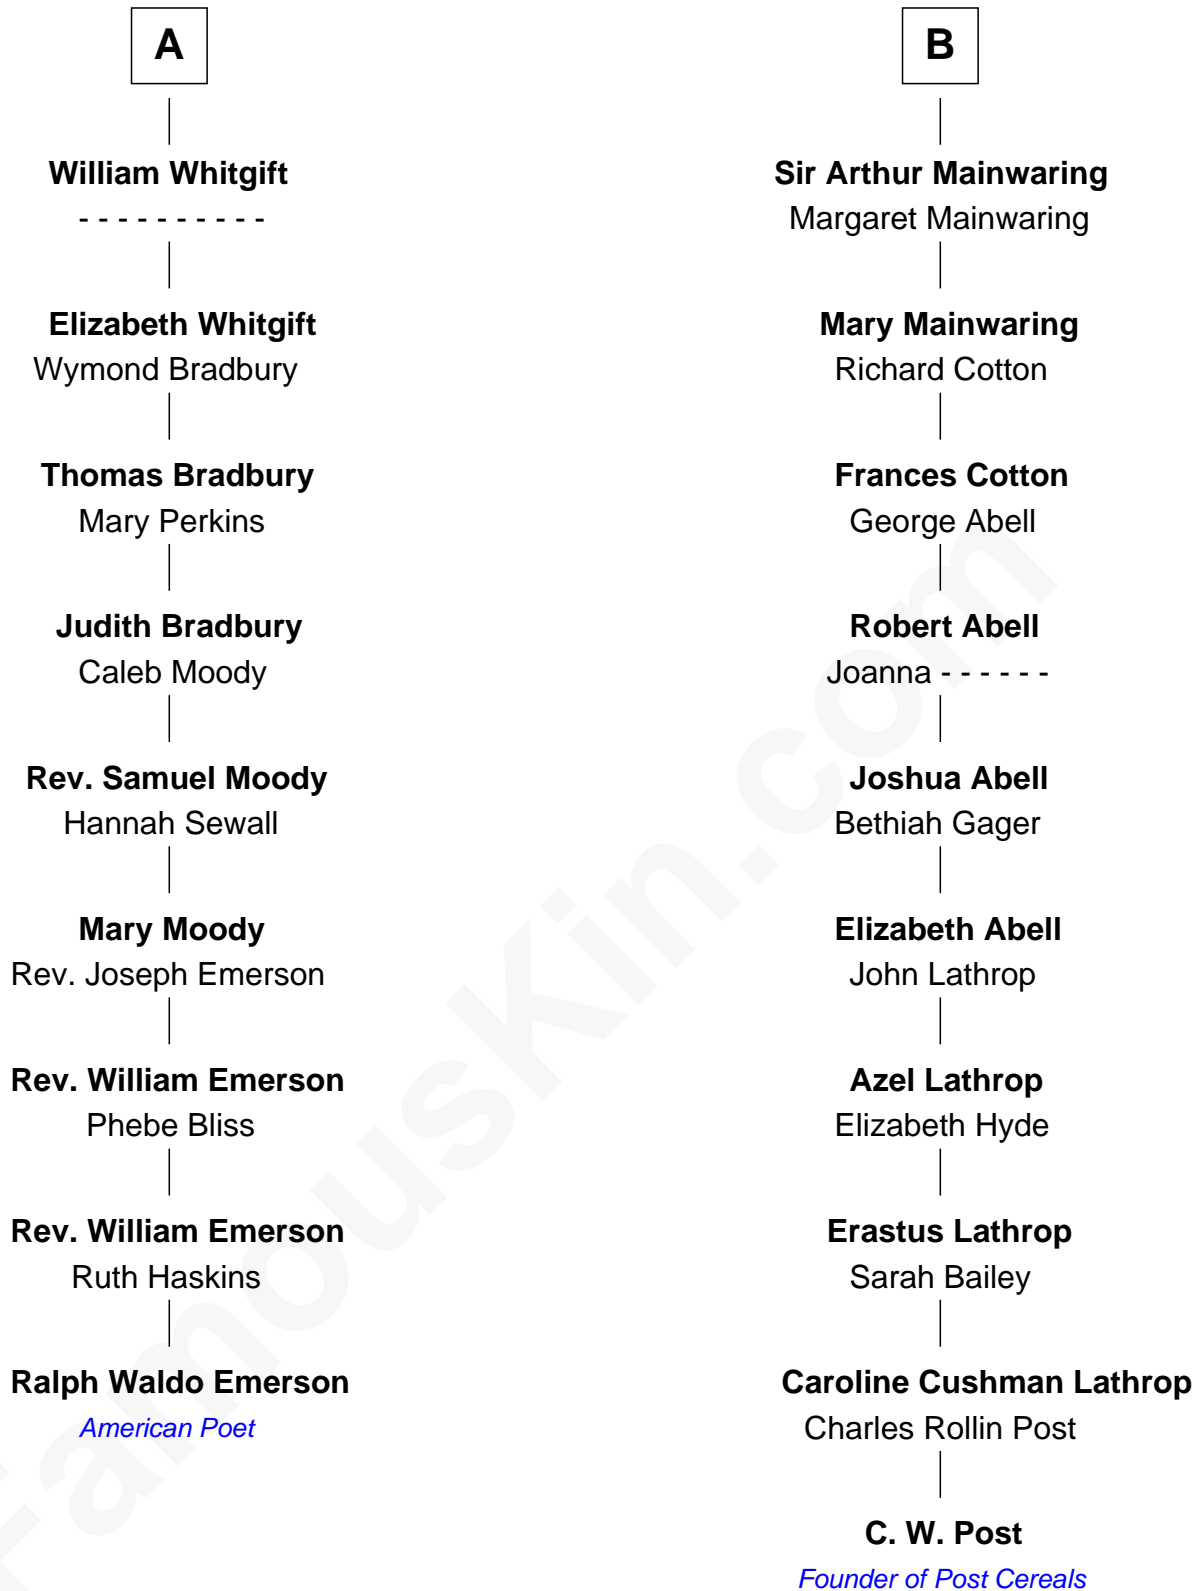 A
William Whitgift
- - - - - - - - - -
Elizabeth Whitgift
Wymond Bradbury
Thomas Bradbury
Mary Perkins
Judith Bradbury
Caleb Moody
Rev. Samuel Moody
Hannah Sewall
Mary Moody
Rev. Joseph Emerson
Rev. William Emerson
Phebe Bliss
Rev. William Emerson
Ruth Haskins
Ralph Waldo Emerson
American Poet
B
Sir Arthur Mainwaring
Margaret Mainwaring
Mary Mainwaring
Richard Cotton
Frances Cotton
George Abell
Robert Abell
Joanna - - - - - -
Joshua Abell
Bethiah Gager
Elizabeth Abell
John Lathrop
Azel Lathrop
Elizabeth Hyde
Erastus Lathrop
Sarah Bailey
Caroline Cushman Lathrop
Charles Rollin Post
C. W. Post
Founder of Post Cereals
FamousKin.com